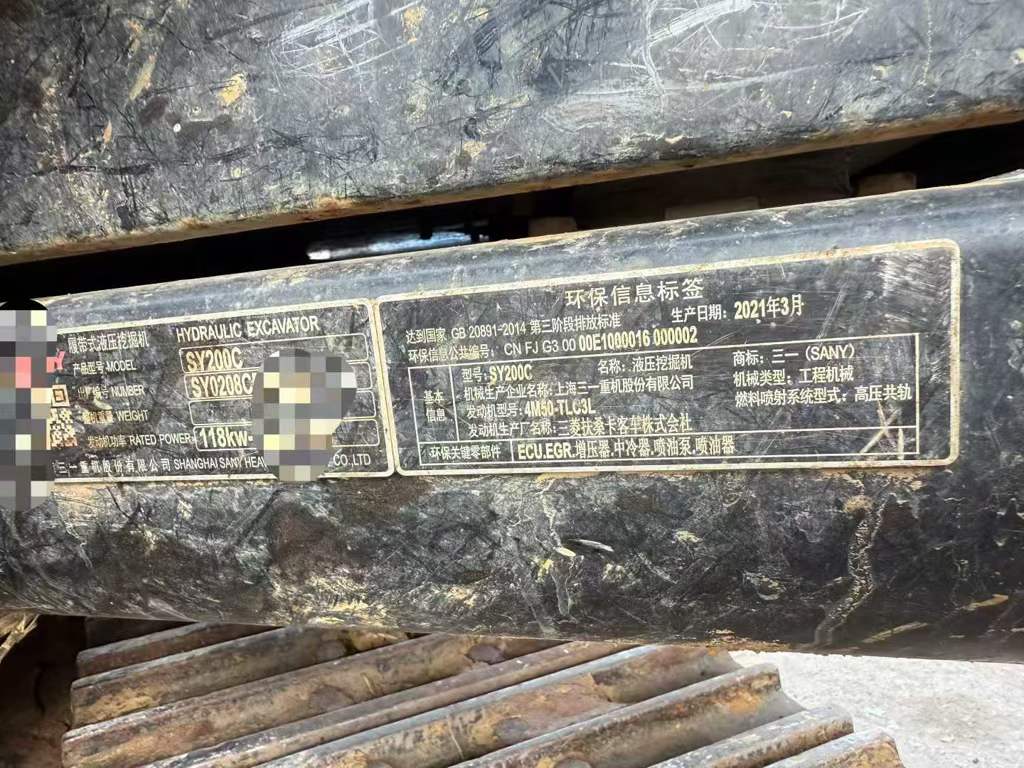 履带式液压挖掘机 HYDRAULIC EXCAVATOR
产品型号·MODEL SY200C
出厂编号 NUMBER SY0208C
WEIGHT
发动机功率 RATED POWER 118kw-
三一重机股份有限公司 SHANGHAI SANY HEAV CO.,LTD
环保信息标签
达到国家 GB 20891-2014 第三阶段排放标准 生产日期: 2021年3月
环保信息公共编号: CN FJ G3 00 00E1000016 000002
基本信息
型号: SY200C 名称: 液压挖掘机 商标: 三一 (SANY)
机械生产企业名称: 上海三一重机股份有限公司 机械类型: 工程机械
发动机型号: 4M50-TLC3L 燃料喷射系统型式: 高压共轨
发动机生产厂名称: 三菱扶桑卡客车株式会社
环保关键零部件 ECU.EGR,增压器,中冷器,喷油泵,喷油器